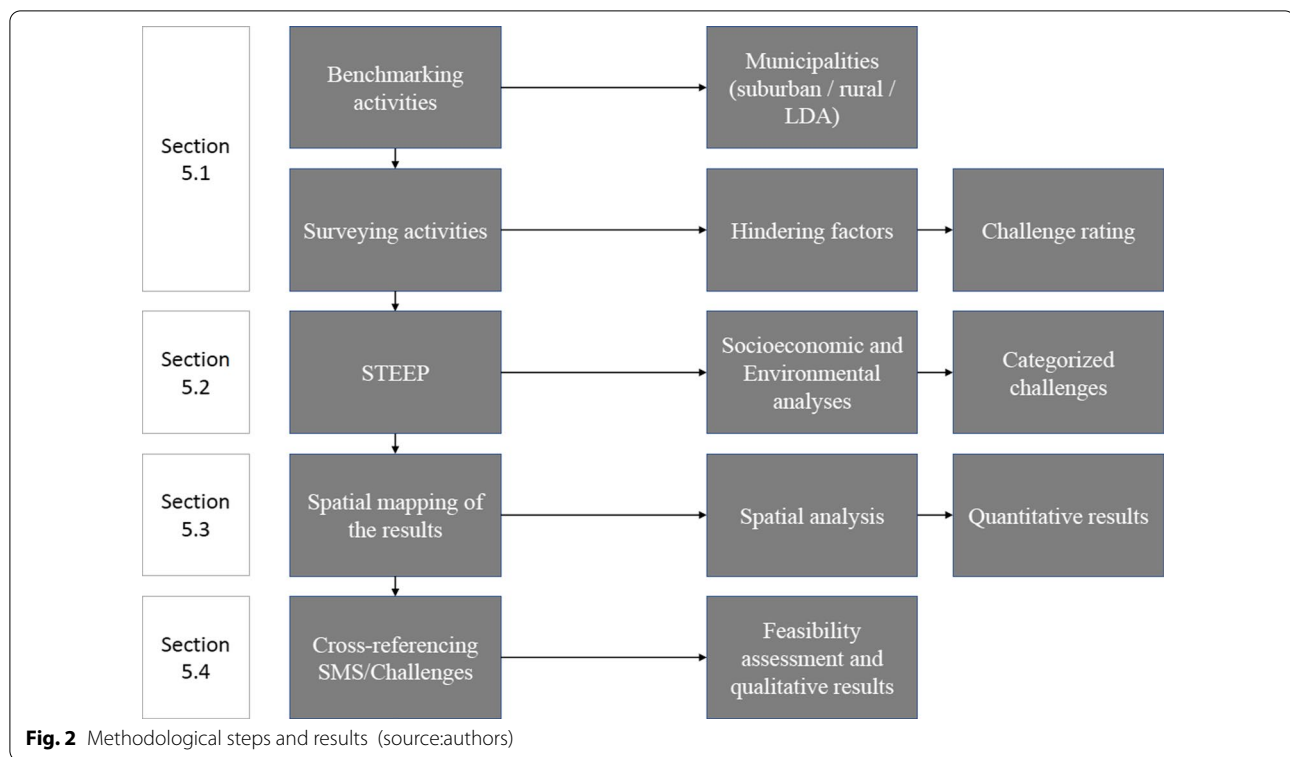 Section
5.1
Benchmarking
activities
Municipalities
(suburban / rural /
LDA)
Surveying activities
Hindering factors
Challenge rating
Section
5.2
STEEP
Socioeconomic and
Environmental
analyses
Categorized
challenges
Section
5.3
Spatial mapping of
the results
Spatial analysis
Quantitative results
Section
5.4
Cross-referencing
SMS/Challenges
Feasibility
assessment and
qualitative results
Fig. 2 Methodological steps and results (source:authors)